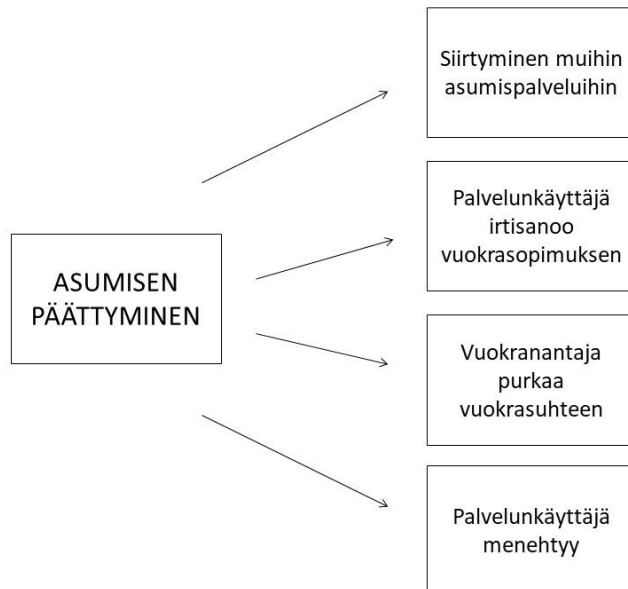 Siirtyminen muihin
asumispalveluihin
Palvelunkäyttäjä
irtisanoo
vuokrasopimuksen
ASUMISEN
PÄÄTTYMINEN
Vuokranantaja
purkaa
vuokrasuhteen
Palvelunkäyttäjä
menehtyy